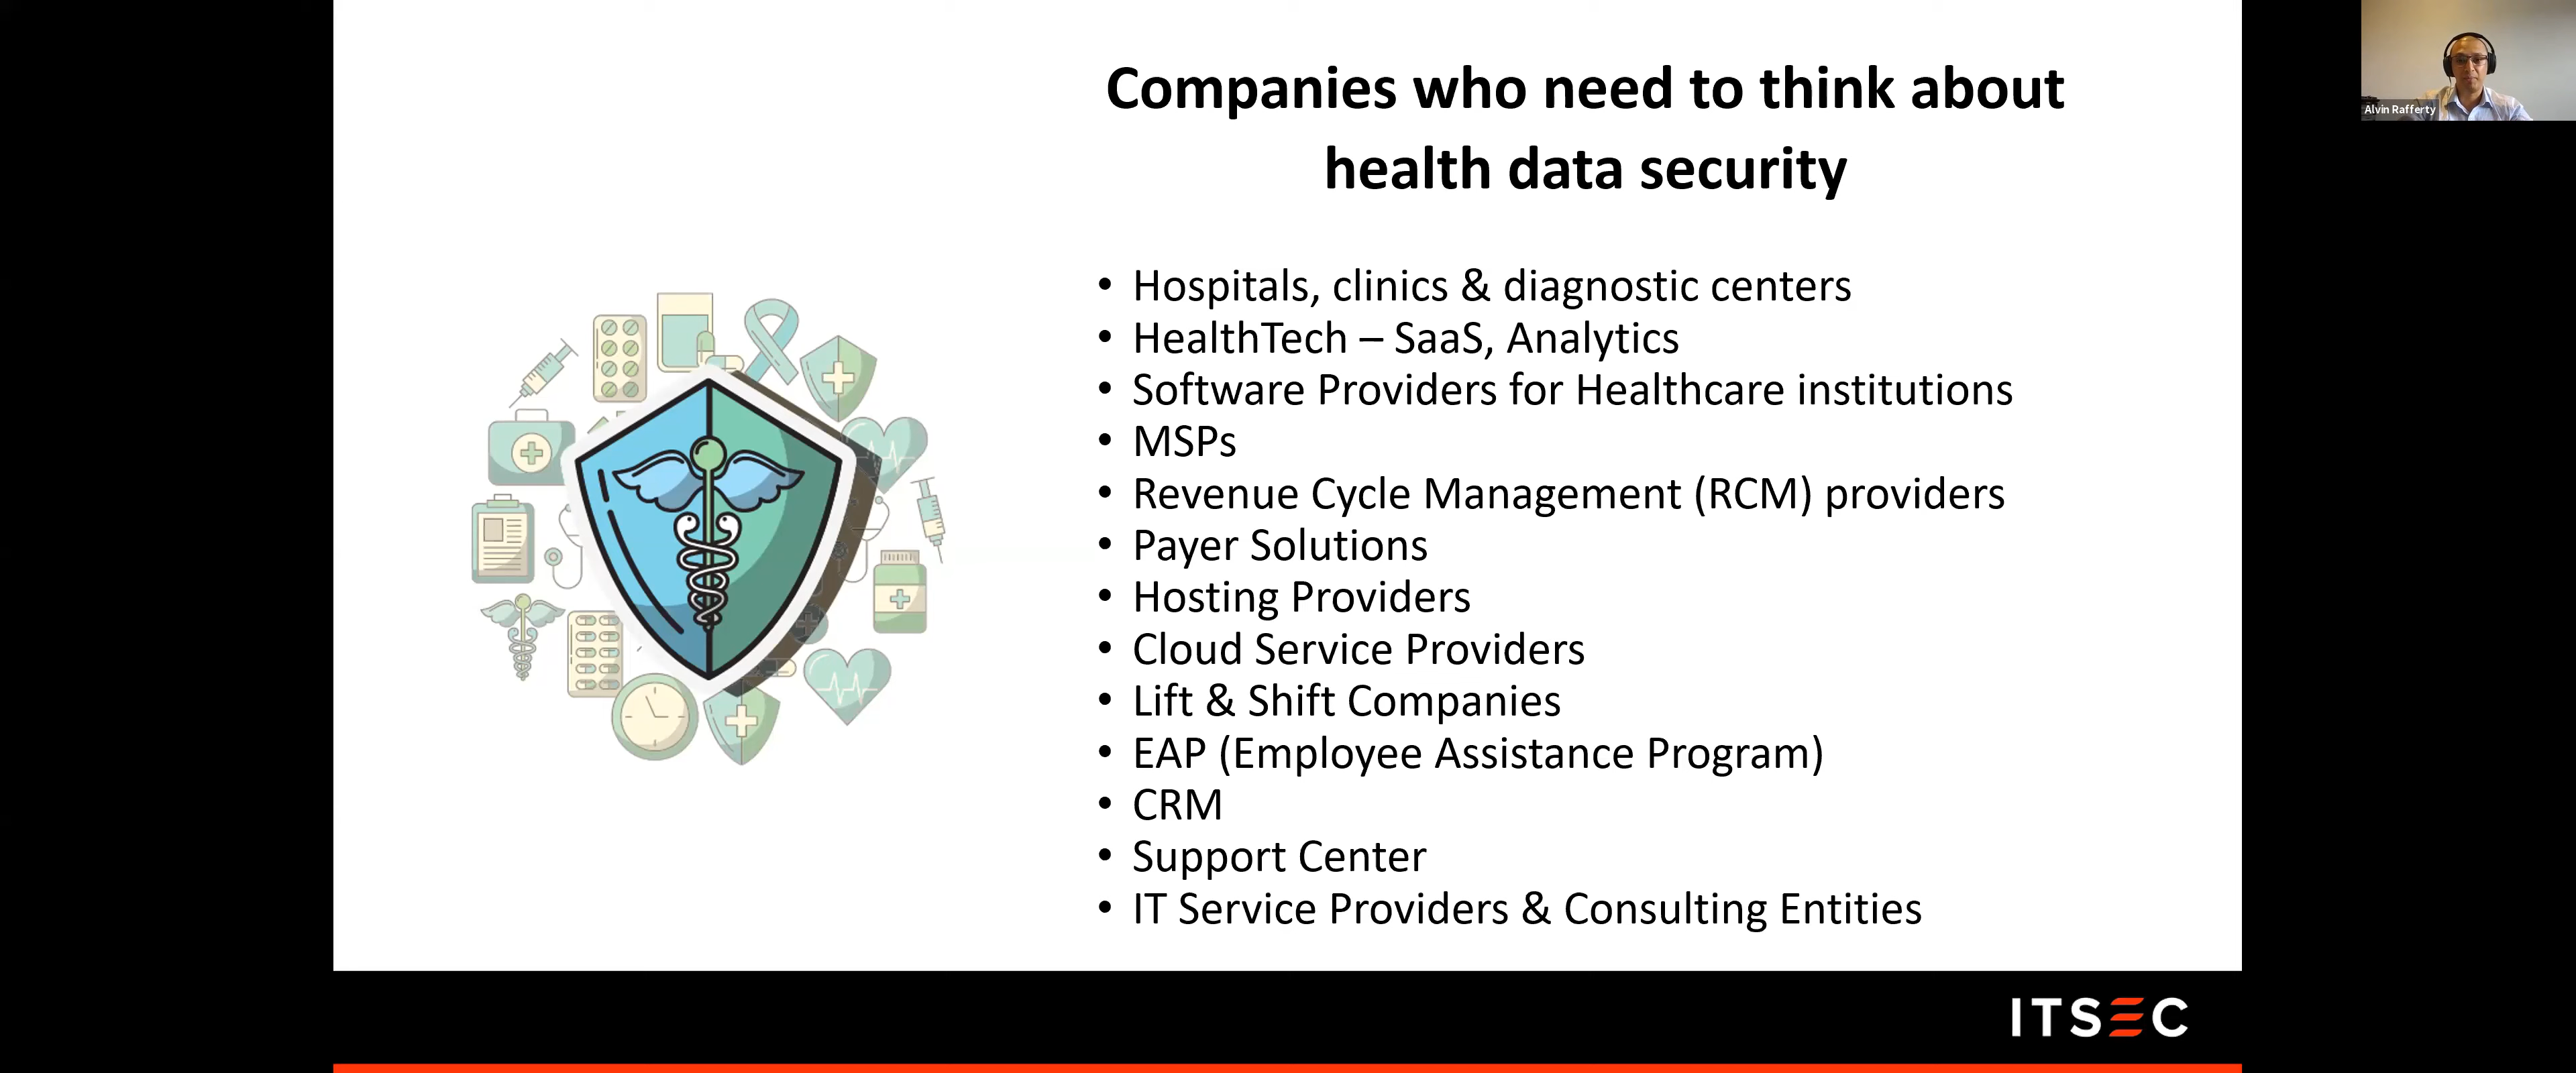 Companies who need to think about
health data security
• Hospitals, clinics & diagnostic centers
• HealthTech – SaaS, Analytics
• Software Providers for Healthcare institutions
• MSPs
• Revenue Cycle Management (RCM) providers
• Payer Solutions
• Hosting Providers
• Cloud Service Providers
• Lift & Shift Companies
• EAP (Employee Assistance Program)
• CRM
• Support Center
• IT Service Providers & Consulting Entities
Alvin Rafferty
ITSEC